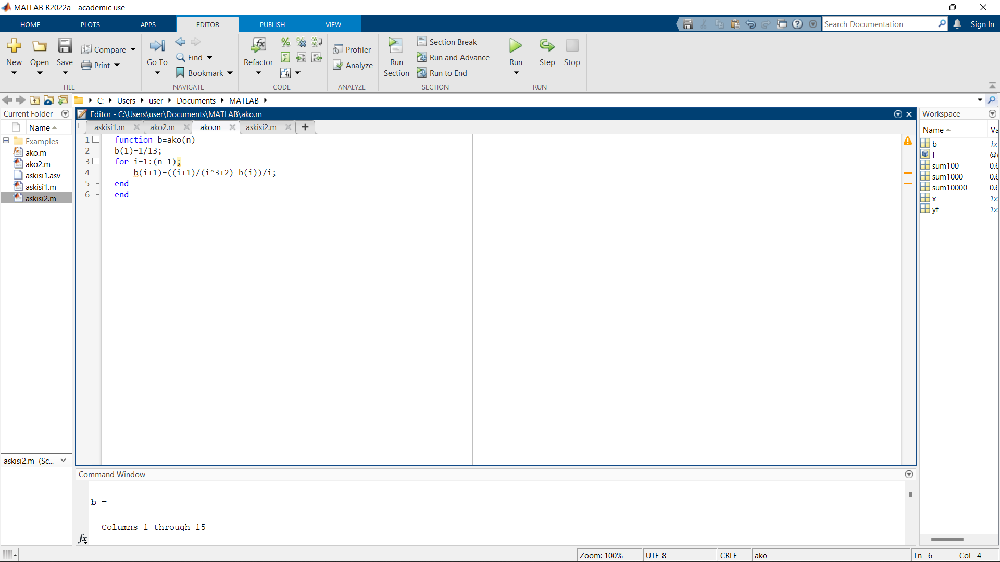 MATLAB R2022a - academic use
HOME PLOTS APPS EDITOR PUBLISH VIEW Search Documentation Sign In
New Open Save Compare Print FILE
Go To Find Bookmark NAVIGATE
Refactor CODE
Profiler Analyze ANALYZE
Run Section Section Break Run and Advance Run to End SECTION
Run Step Stop RUN
C: Users user Documents MATLAB
Current Folder
Name
Examples
ako.m
ako2.m
askisi1.asv
askisi1.m
askisi2.m
askisi2.m (Sc...
Editor - C:\Users\user\Documents\MATLAB\ako.m
askisi1.m ako2.m ako.m askisi2.m +
1 function b=ako(n)
2 b(1)=1/13;
3 for i=1:(n-1);
4 b(i+1)=((i+1)/(i^3+2)-b(i))/i;
5 end
6 end
Command Window
b =
Columns 1 through 15
fx
Workspace
Name Va
b 1x
f @(
sum100 0.6
sum1000 0.6
sum10000 0.6
x 1x
yf 1x
Zoom: 100% UTF-8 CRLF ako Ln 6 Col 4